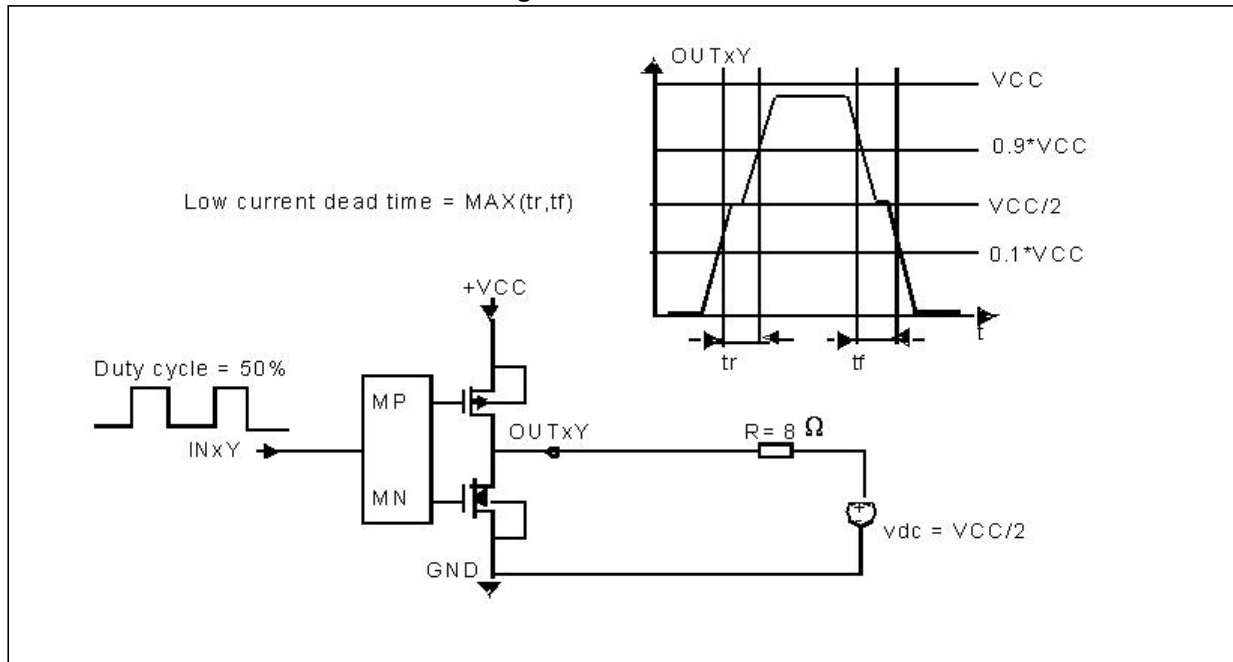 OUTxY
VCC
0.9*VCC
VCC/2
0.1*VCC
t
tr
tf
Low current dead time = MAX(tr,tf)
+VCC
Duty cycle = 50%
INxY
MP
MN
OUTxY
R= 8 Ω
+
-
vdc = VCC/2
GND